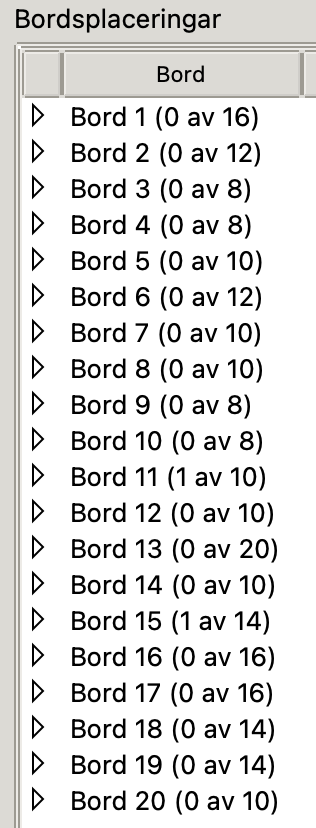 Bordsplaceringar
Bord
Bord 1 (0 av 16)
Bord 2 (0 av 12)
Bord 3 (0 av 8)
Bord 4 (0 av 8)
Bord 5 (0 av 10)
Bord 6 (0 av 12)
Bord 7 (0 av 10)
Bord 8 (0 av 10)
Bord 9 (0 av 8)
Bord 10 (0 av 8)
Bord 11 (1 av 10)
Bord 12 (0 av 10)
Bord 13 (0 av 20)
Bord 14 (0 av 10)
Bord 15 (1 av 14)
Bord 16 (0 av 16)
Bord 17 (0 av 16)
Bord 18 (0 av 14)
Bord 19 (0 av 14)
Bord 20 (0 av 10)